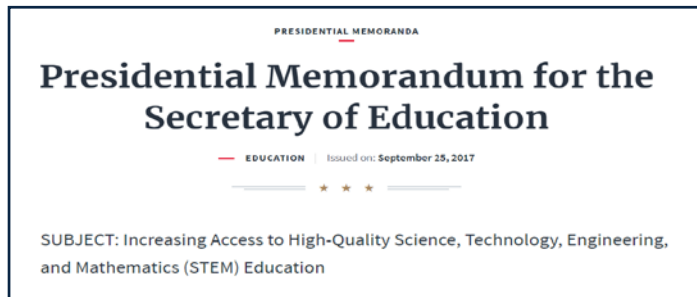 PRESIDENTIAL MEMORANDA
Presidential Memorandum for the
Secretary of Education
EDUCATION | Issued on: September 25, 2017
SUBJECT: Increasing Access to High-Quality Science, Technology, Engineering,
and Mathematics (STEM) Education